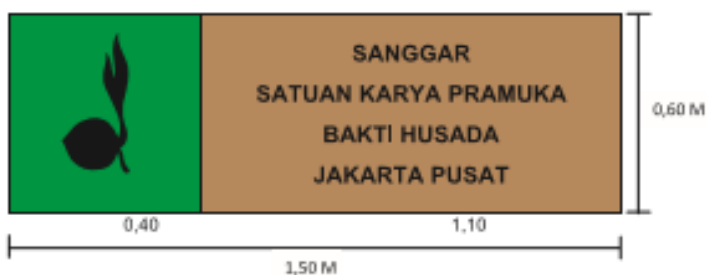 SANGGAR
SATUAN KARYA PRAMUKA
BAKTI HUSADA
JAKARTA PUSAT
0,60 M
0,40
1,10
1,50 M